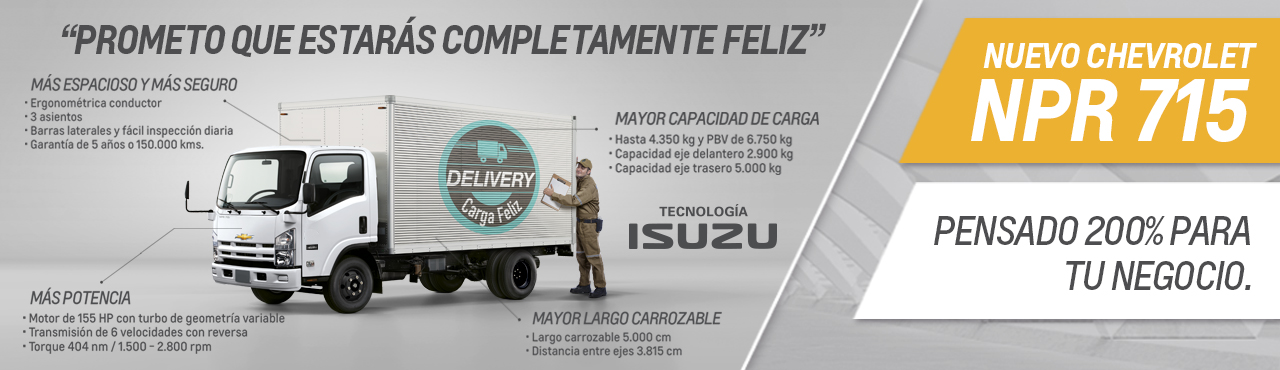 “PROMETO QUE ESTARÁS COMPLETAMENTE FELIZ”
MÁS ESPACIOSO Y MÁS SEGURO
• Ergonométrica conductor
• 3 asientos
• Barras laterales y fácil inspección diaria
• Garantía de 5 años o 150.000 kms.
MAYOR CAPACIDAD DE CARGA
• Hasta 4.350 kg y PBV de 6.750 kg
• Capacidad eje delantero 2.900 kg
• Capacidad eje trasero 5.000 kg
DELIVERY
Carga Feliz
TECNOLOGÍA
ISUZU
MÁS POTENCIA
• Motor de 155 HP con turbo de geometría variable
• Transmisión de 6 velocidades con reversa
• Torque 404 nm / 1.500 - 2.800 rpm
MAYOR LARGO CARROZABLE
• Largo carrozable 5.000 cm
• Distancia entre ejes 3.815 cm
NUEVO CHEVROLET
NPR 715
PENSADO 200% PARA
TU NEGOCIO.